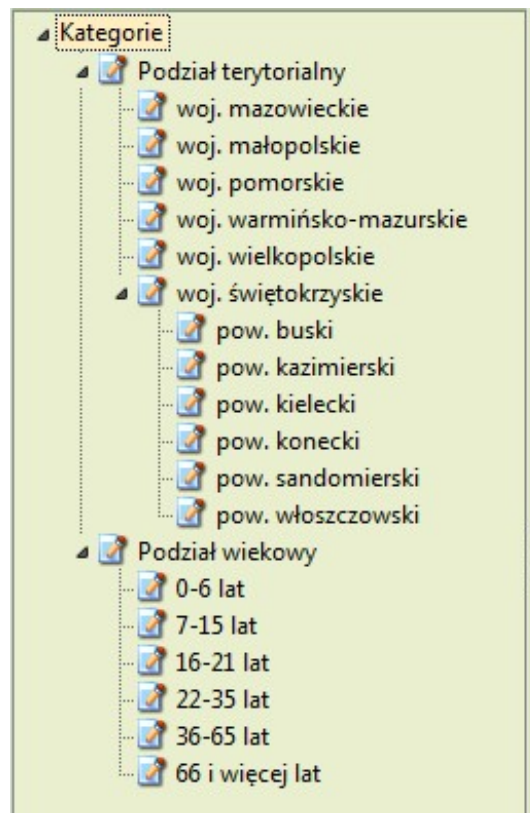 Kategorie
Podział terytorialny
woj. mazowieckie
woj. małopolskie
woj. pomorskie
woj. warmińsko-mazurskie
woj. wielkopolskie
woj. świętokrzyskie
pow. buski
pow. kazimierski
pow. kielecki
pow. konecki
pow. sandomierski
pow. włoszczowski
Podział wiekowy
0-6 lat
7-15 lat
16-21 lat
22-35 lat
36-65 lat
66 i więcej lat